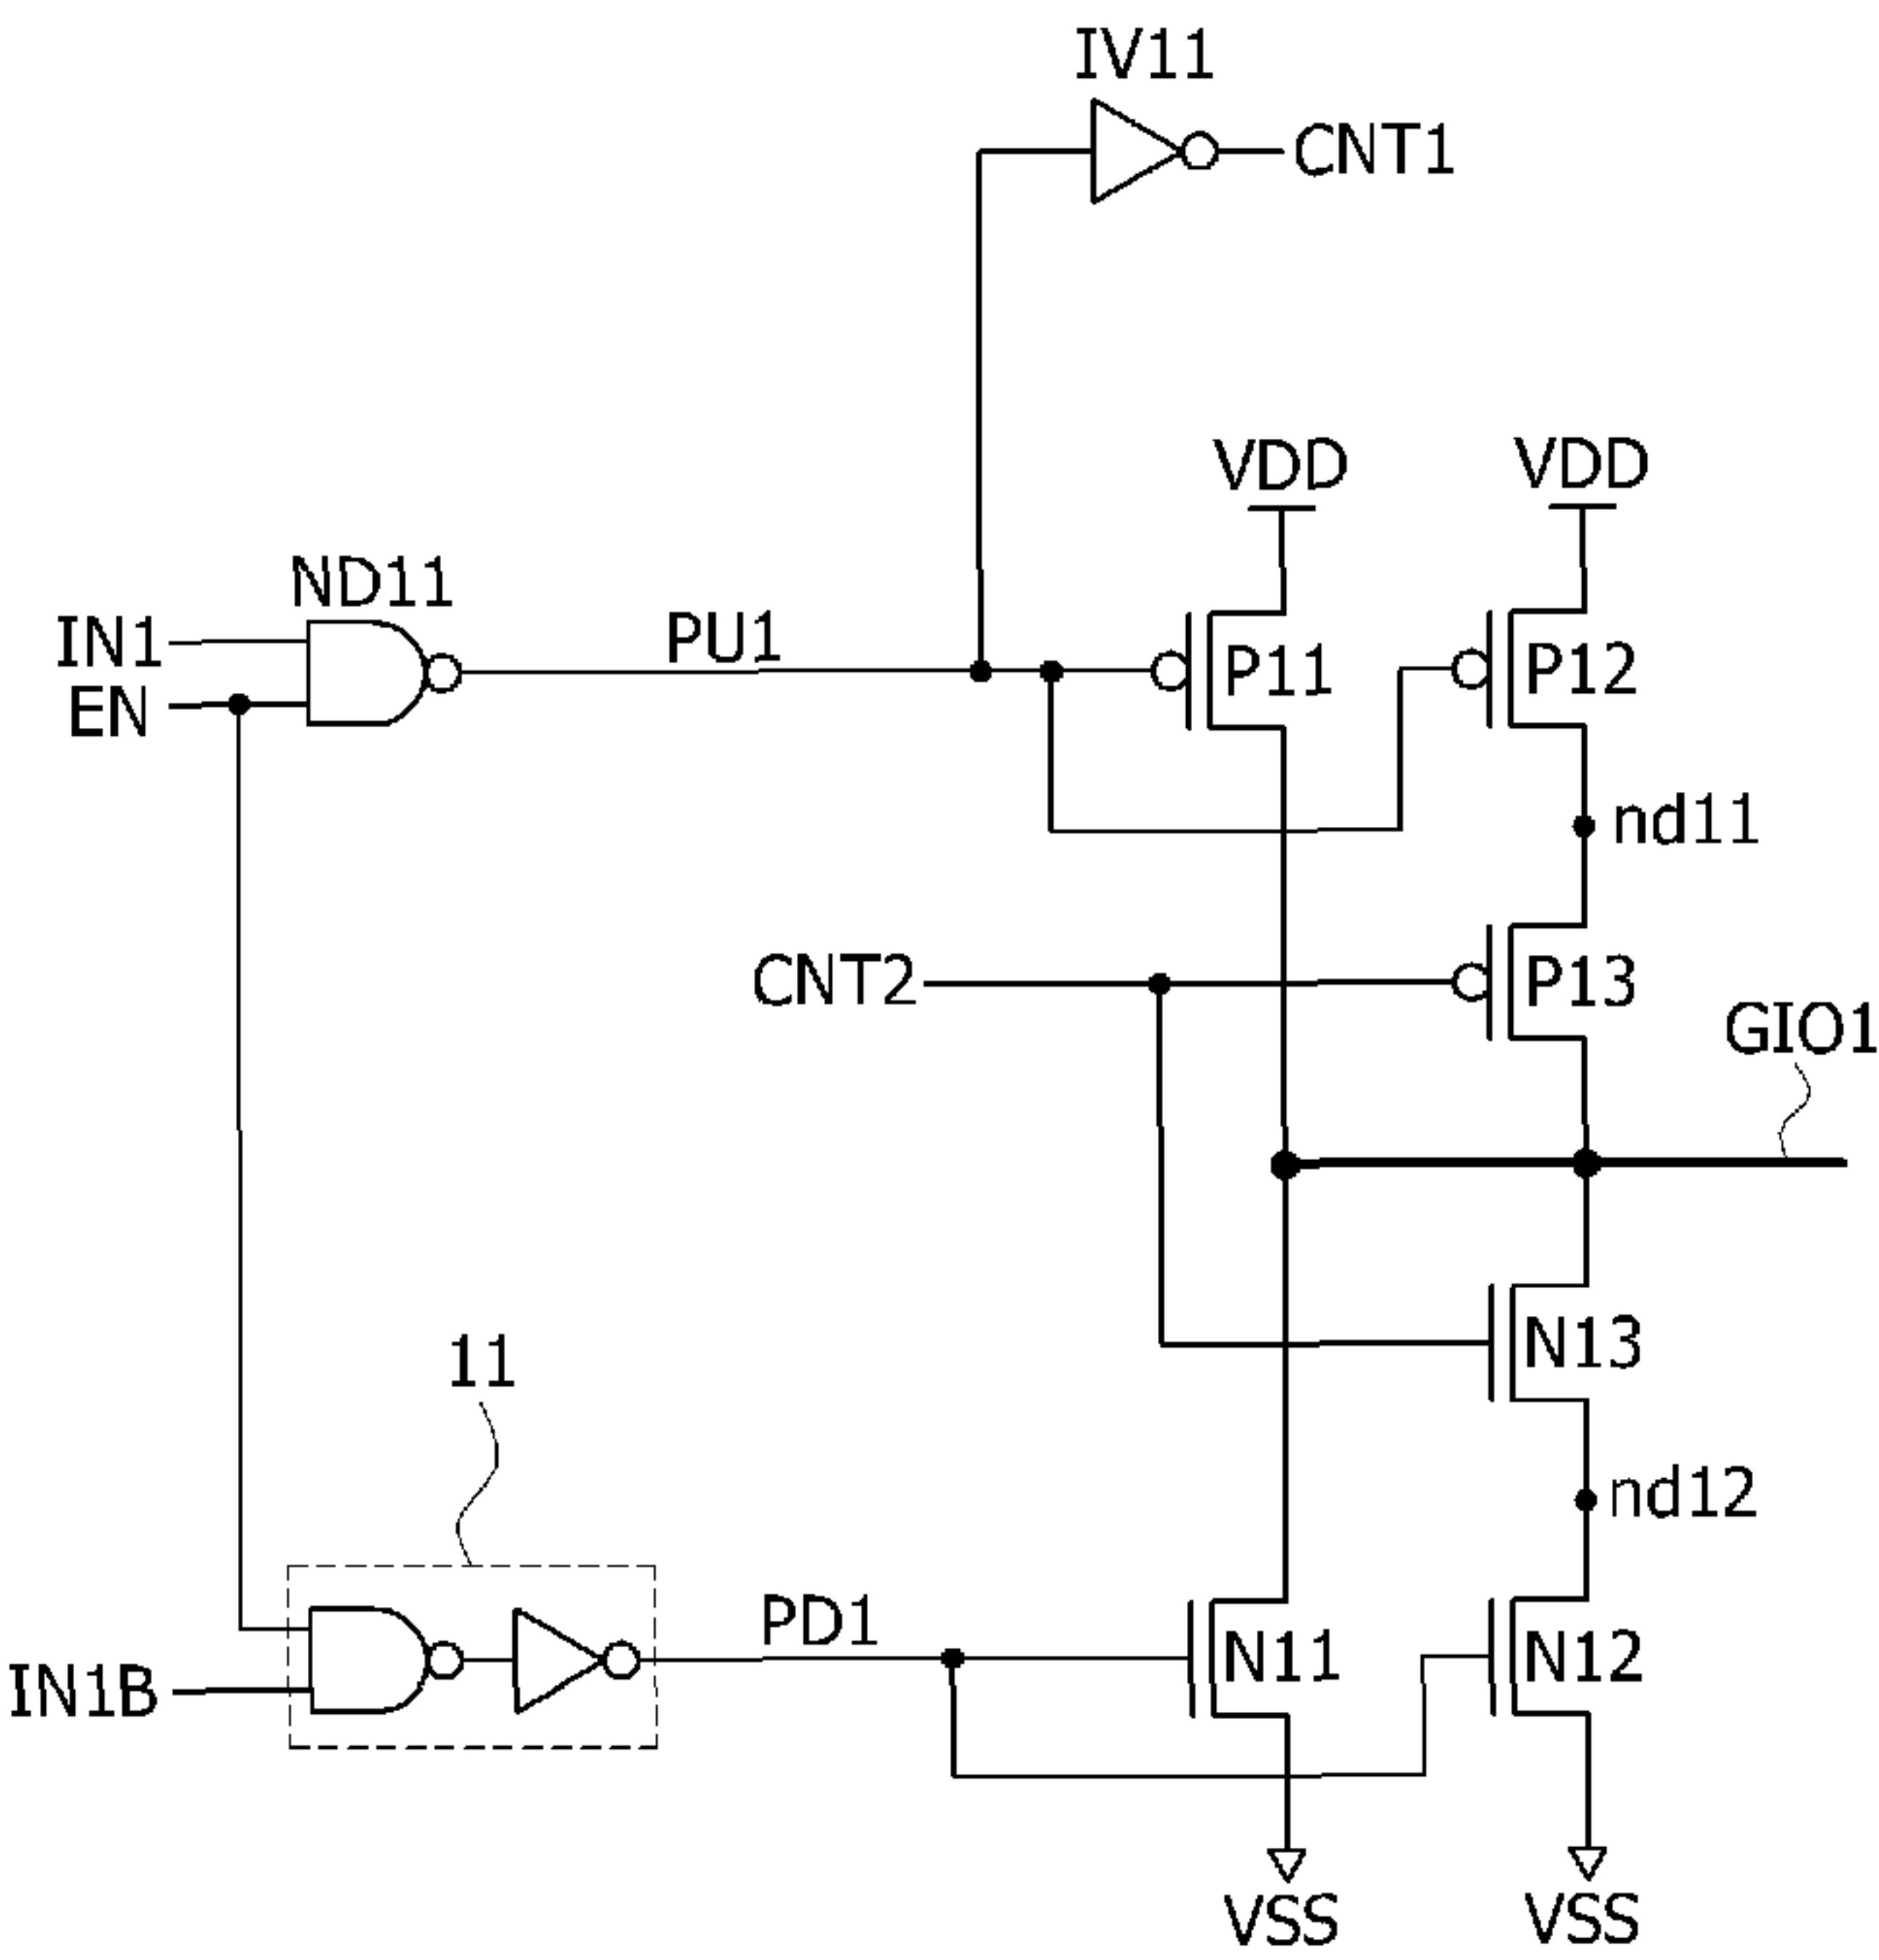 IV11
CNT1
VDD
VDD
ND11
IN1
PU1
P11
P12
EN
nd11
CNT2
P13
GIO1
N13
11
nd12
PD1
N11
N12
IN1B
VSS
VSS